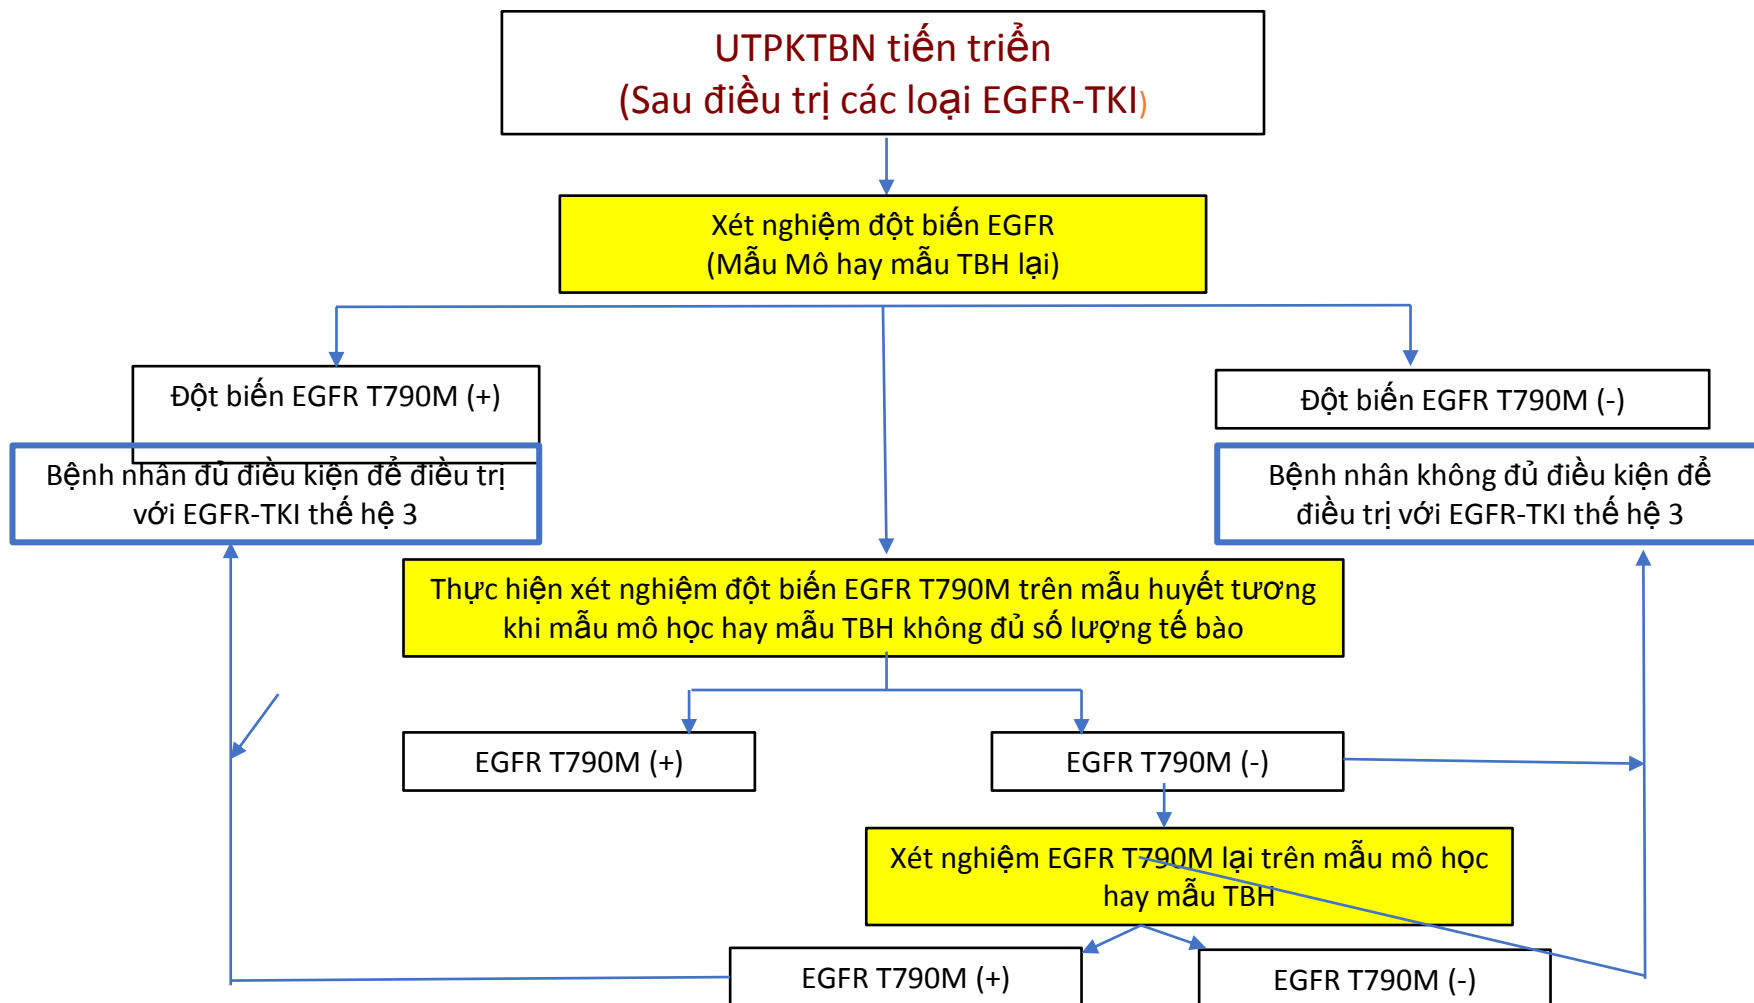 UTPKTBN tiến triển
(Sau điều trị các loại EGFR-TKI)
Xét nghiệm đột biến EGFR
(Mẫu Mô hay mẫu TBH lại)
Đột biến EGFR T790M (+)
Đột biến EGFR T790M (-)
Bệnh nhân đủ điều kiện để điều trị
với EGFR-TKI thế hệ 3
Bệnh nhân không đủ điều kiện để
điều trị với EGFR-TKI thế hệ 3
Thực hiện xét nghiệm đột biến EGFR T790M trên mẫu huyết tương
khi mẫu mô học hay mẫu TBH không đủ số lượng tế bào
EGFR T790M (+)
EGFR T790M (-)
Xét nghiệm EGFR T790M lại trên mẫu mô học
hay mẫu TBH
EGFR T790M (+)
EGFR T790M (-)